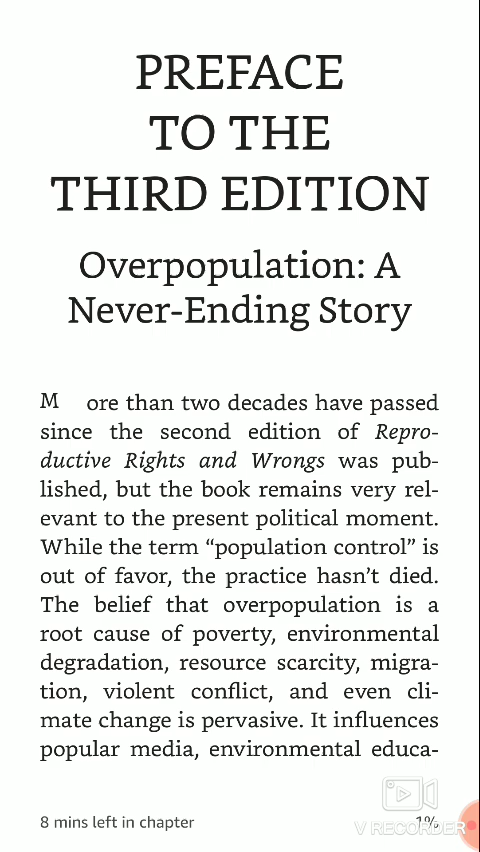 PREFACE
TO THE
THIRD EDITION
Overpopulation: A
Never-Ending Story
More than two decades have passed
since the second edition of Repro-
ductive Rights and Wrongs was pub-
lished, but the book remains very rel-
evant to the present political moment.
While the term “population control” is
out of favor, the practice hasn’t died.
The belief that overpopulation is a
root cause of poverty, environmental
degradation, resource scarcity, migra-
tion, violent conflict, and even cli-
mate change is pervasive. It influences
popular media, environmental educa-
8 mins left in chapter 1%
V RECORDER